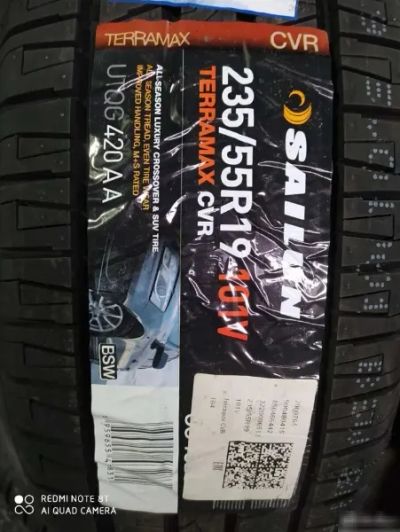 TERRAMAX CVR
SAILUN
235/55R19 101V
TERRAMAX CVR
ALL-SEASON LUXURY CROSSOVER & SUV TIRE
ALL SEASON TREAD, EVEN TIRE WEAR
IMPROVED HANDLING, M+S RATED
UTQG 420 A A
BSW
REDMI NOTE 8T
AI QUAD CAMERA